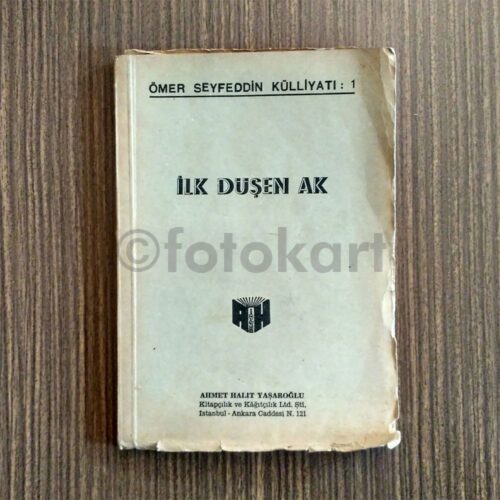 ÖMER SEYFEDDİN KÜLLİYATI: 1
İLK DÜŞEN AK
©fotokart
AHMET HALİT YAŞAROĞLU
Kitapçılık ve Kâğıtçılık Ltd. Şti,
İstanbul - Ankara Caddesi N. 121